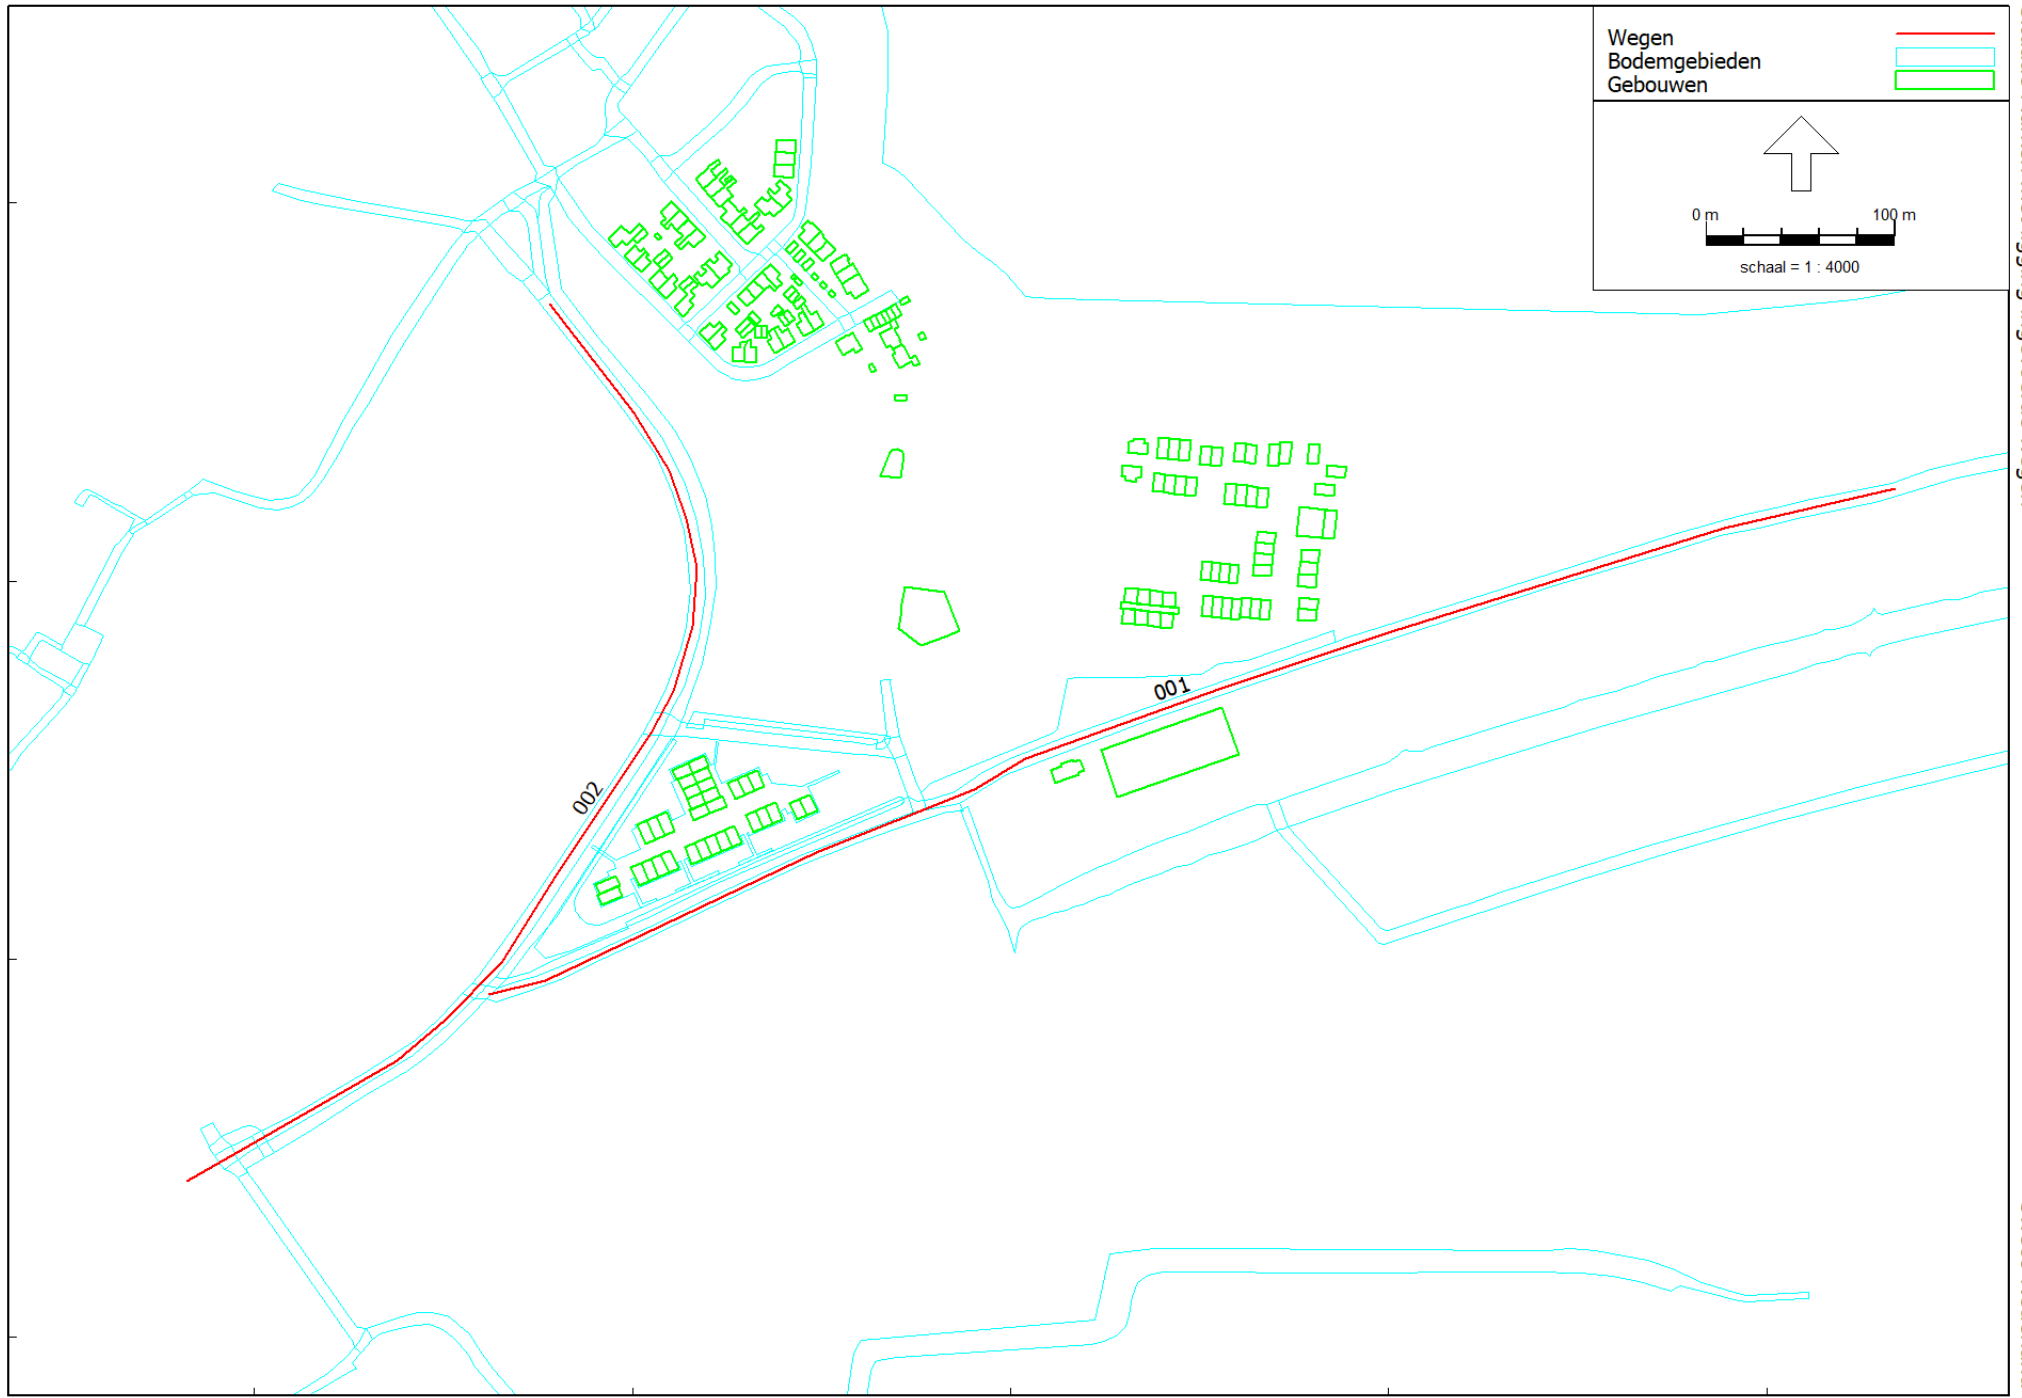 Wegen
Bodemgebieden
Gebouwen
0 m 100 m
schaal = 1 : 4000
001
002